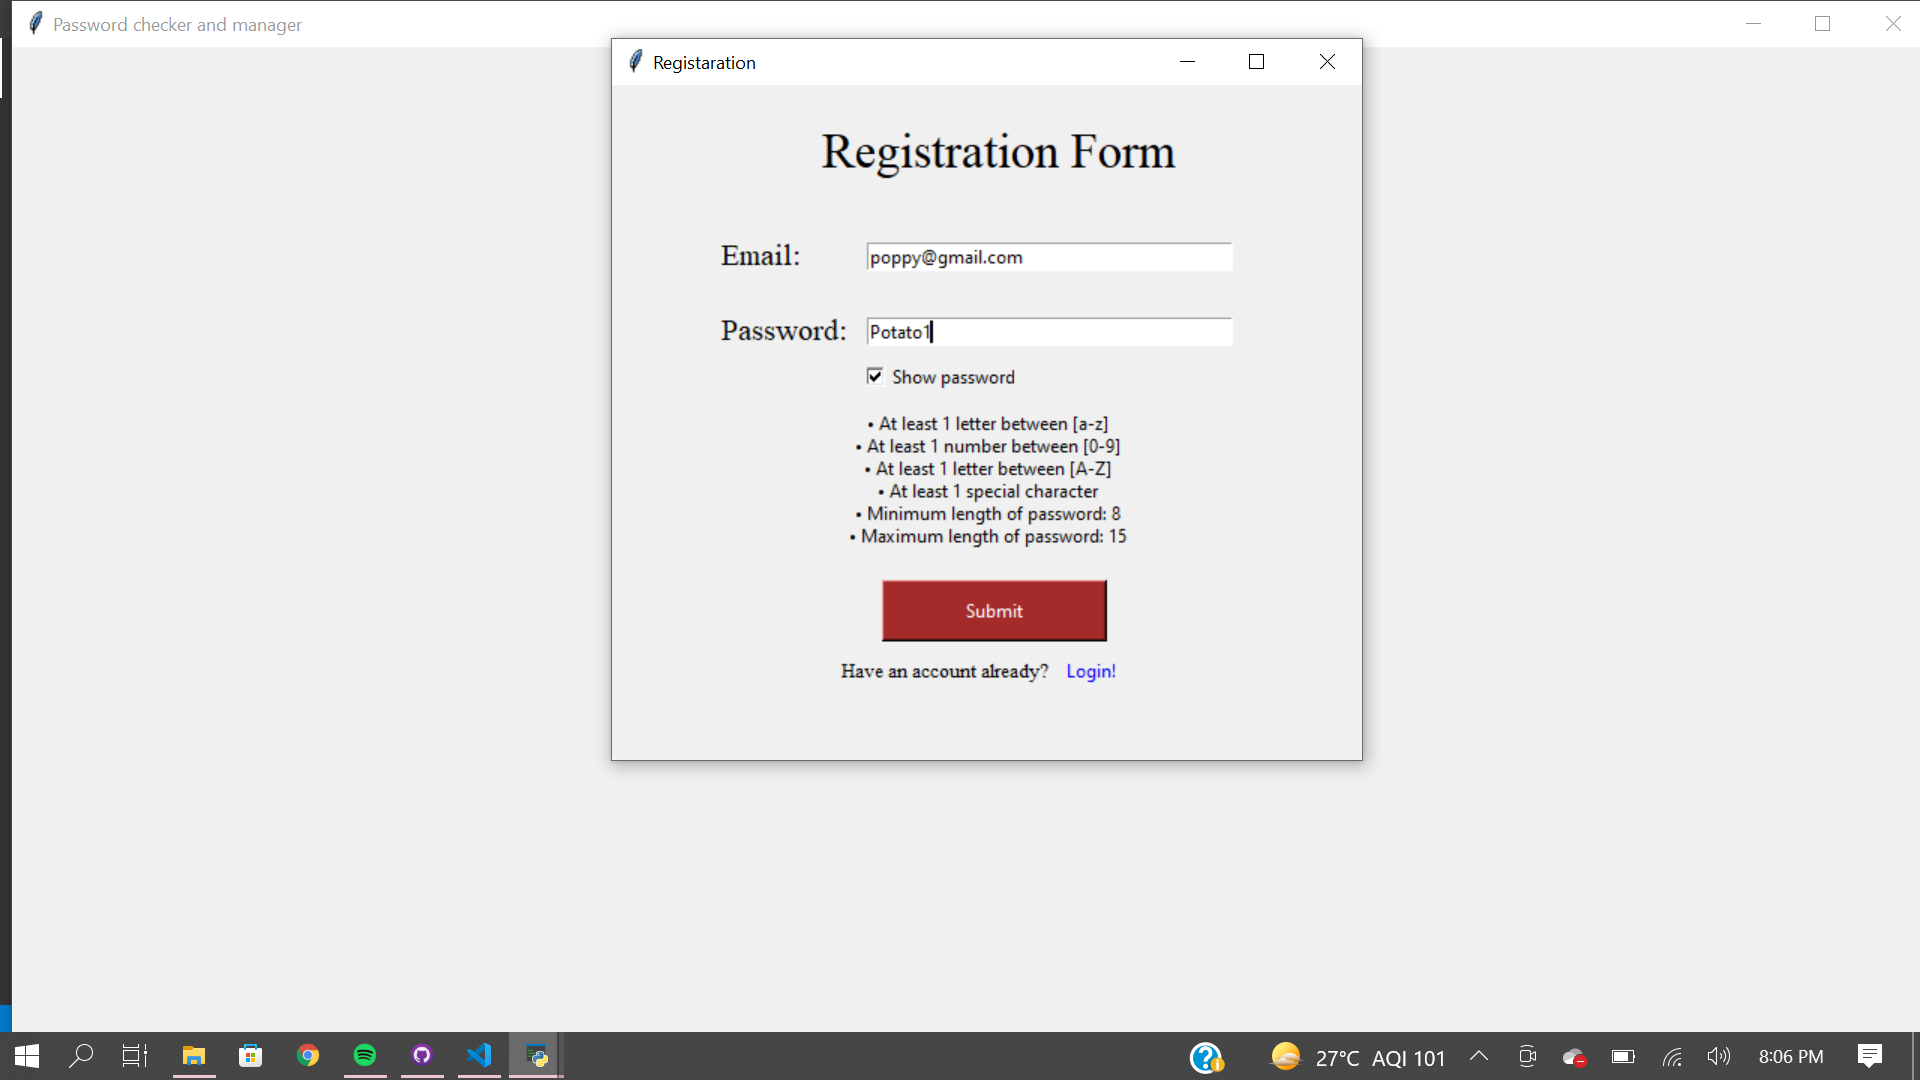 Password checker and manager
Registaration
Registration Form
Email: poppy@gmail.com
Password: Potato1
Show password
• At least 1 letter between [a-z]
• At least 1 number between [0-9]
• At least 1 letter between [A-Z]
• At least 1 special character
• Minimum length of password: 8
• Maximum length of password: 15
Submit
Have an account already? Login!
27°C AQI 101 8:06 PM